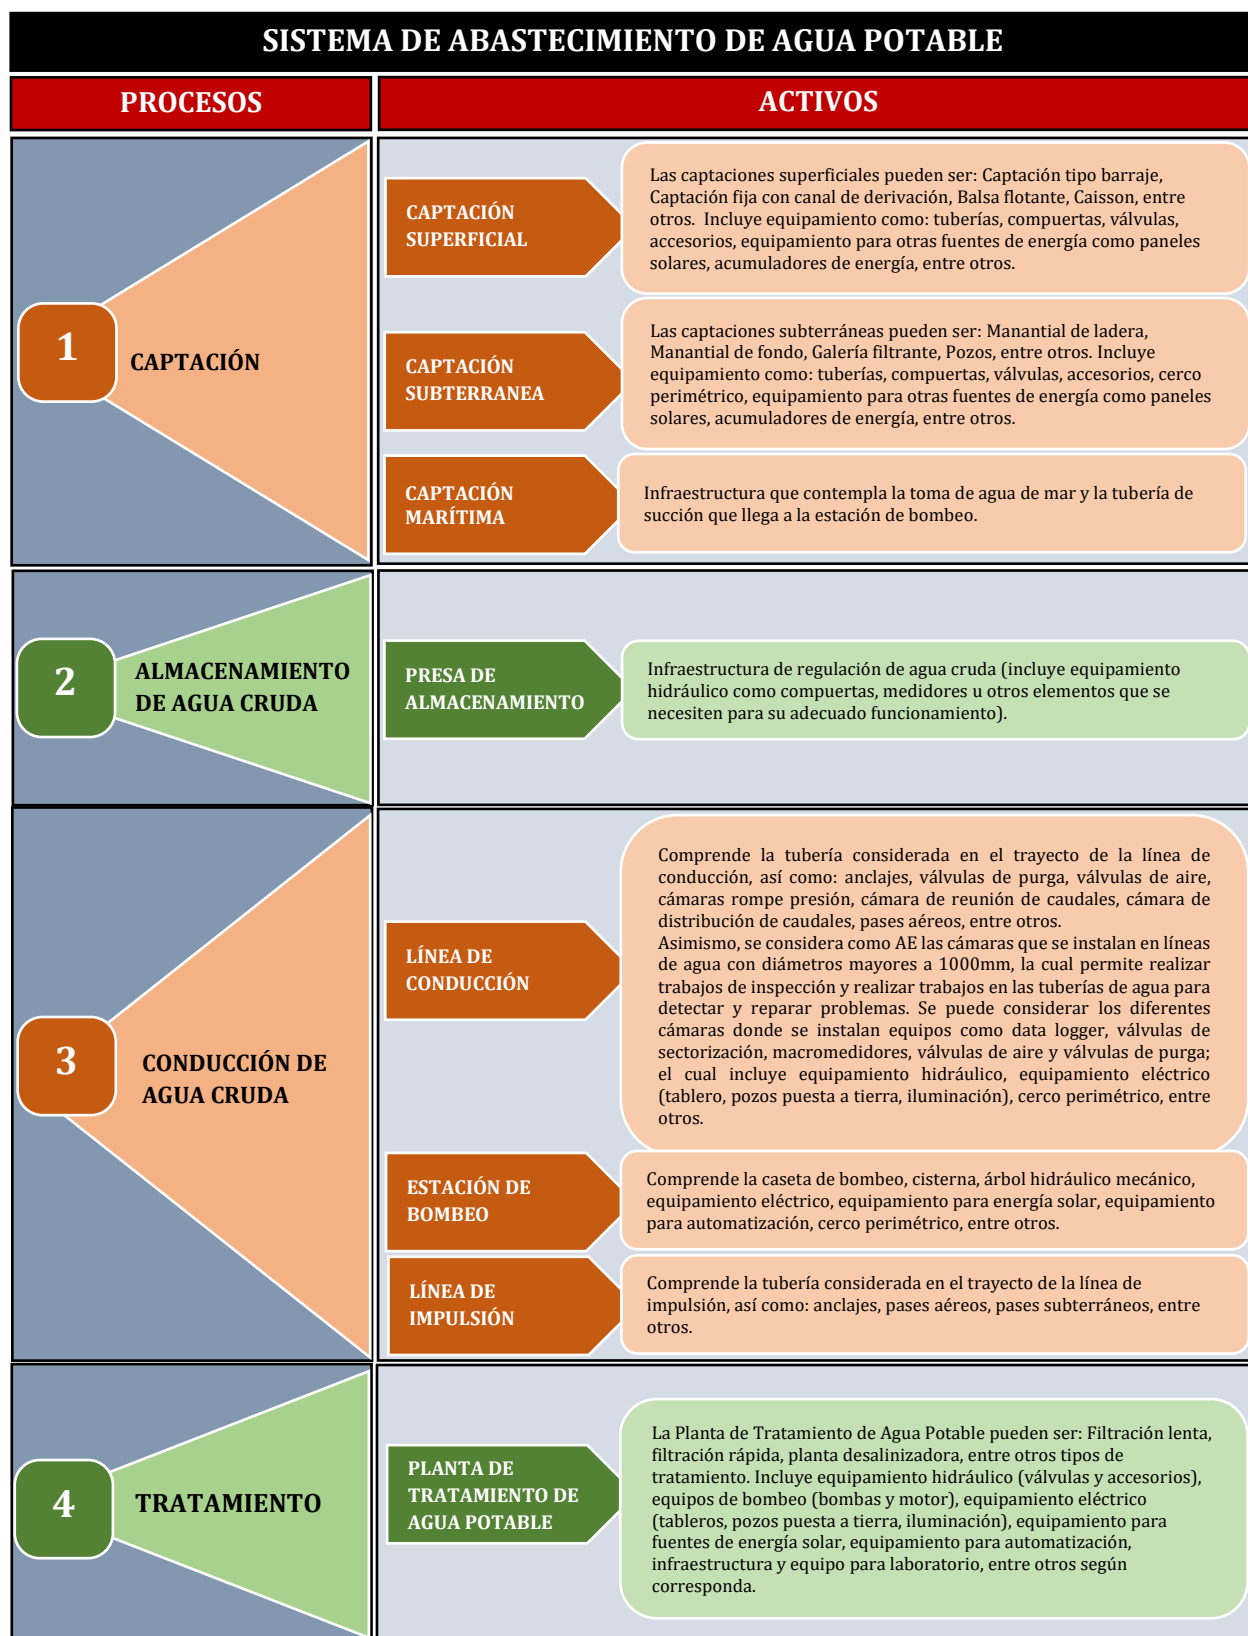 SISTEMA DE ABASTECIMIENTO DE AGUA POTABLE
PROCESOS
ACTIVOS
1
CAPTACIÓN
CAPTACIÓN
SUPERFICIAL
Las captaciones superficiales pueden ser: Captación tipo barraje,
Captación fija con canal de derivación, Balsa flotante, Caisson, entre
otros. Incluye equipamiento como: tuberías, compuertas, válvulas,
accesorios, equipamiento para otras fuentes de energía como paneles
solares, acumuladores de energía, entre otros.
CAPTACIÓN
SUBTERRANEA
Las captaciones subterráneas pueden ser: Manantial de ladera,
Manantial de fondo, Galería filtrante, Pozos, entre otros. Incluye
equipamiento como: tuberías, compuertas, válvulas, accesorios, cerco
perimétrico, equipamiento para otras fuentes de energía como paneles
solares, acumuladores de energía, entre otros.
CAPTACIÓN
MARÍTIMA
Infraestructura que contempla la toma de agua de mar y la tubería de
succión que llega a la estación de bombeo.
2
ALMACENAMIENTO
DE AGUA CRUDA
PRESA DE
ALMACENAMIENTO
Infraestructura de regulación de agua cruda (incluye equipamiento
hidráulico como compuertas, medidores u otros elementos que se
necesiten para su adecuado funcionamiento).
3
CONDUCCIÓN DE
AGUA CRUDA
LÍNEA DE
CONDUCCIÓN
Comprende la tubería considerada en el trayecto de la línea de
conducción, así como: anclajes, válvulas de purga, válvulas de aire,
cámaras rompe presión, cámara de reunión de caudales, cámara de
distribución de caudales, pases aéreos, entre otros.
Asimismo, se considera como AE las cámaras que se instalan en líneas
de agua con diámetros mayores a 1000mm, la cual permite realizar
trabajos de inspección y realizar trabajos en las tuberías de agua para
detectar y reparar problemas. Se puede considerar los diferentes
cámaras donde se instalan equipos como data logger, válvulas de
sectorización, macromedidores, válvulas de aire y válvulas de purga;
el cual incluye equipamiento hidráulico, equipamiento eléctrico
(tablero, pozos puesta a tierra, iluminación), cerco perimétrico, entre
otros.
ESTACIÓN DE
BOMBEO
Comprende la caseta de bombeo, cisterna, árbol hidráulico mecánico,
equipamiento eléctrico, equipamiento para energía solar, equipamiento
para automatización, cerco perimétrico, entre otros.
LÍNEA DE
IMPULSIÓN
Comprende la tubería considerada en el trayecto de la línea de
impulsión, así como: anclajes, pases aéreos, pases subterráneos, entre
otros.
4
TRATAMIENTO
PLANTA DE
TRATAMIENTO DE
AGUA POTABLE
La Planta de Tratamiento de Agua Potable pueden ser: Filtración lenta,
filtración rápida, planta desalinizadora, entre otros tipos de
tratamiento. Incluye equipamiento hidráulico (válvulas y accesorios),
equipos de bombeo (bombas y motor), equipamiento eléctrico
(tableros, pozos puesta a tierra, iluminación), equipamiento para
fuentes de energía solar, equipamiento para automatización,
infraestructura y equipo para laboratorio, entre otros según
corresponda.